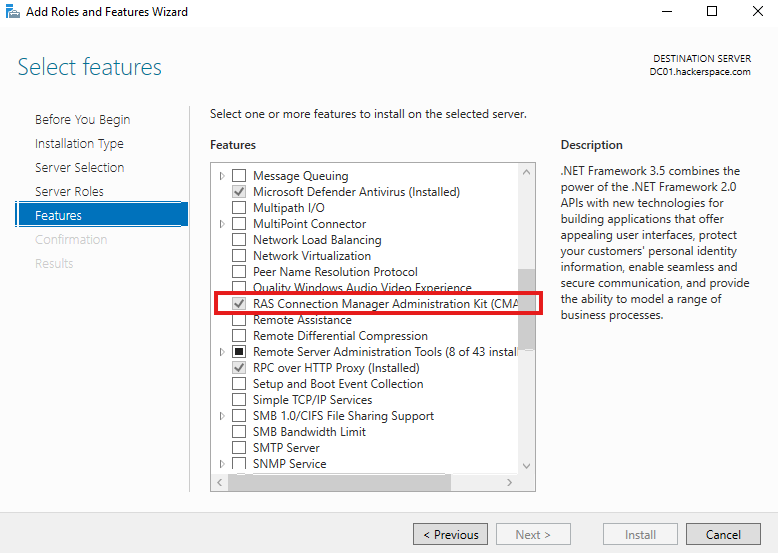 Add Roles and Features Wizard
Select features
DESTINATION SERVER
DC01.hackerspace.com
Before You Begin
Installation Type
Server Selection
Server Roles
Features
Confirmation
Results
Select one or more features to install on the selected server.
Features
Message Queuing
Microsoft Defender Antivirus (Installed)
Multipath I/O
MultiPoint Connector
Network Load Balancing
Network Virtualization
Peer Name Resolution Protocol
Quality Windows Audio Video Experience
RAS Connection Manager Administration Kit (CMA
Remote Assistance
Remote Differential Compression
Remote Server Administration Tools (8 of 43 instal
RPC over HTTP Proxy (Installed)
Setup and Boot Event Collection
Simple TCP/IP Services
SMB 1.0/CIFS File Sharing Support
SMB Bandwidth Limit
SMTP Server
SNMP Service
Description
.NET Framework 3.5 combines the
power of the .NET Framework 2.0
APIs with new technologies for
building applications that offer
appealing user interfaces, protect
your customers' personal identity
information, enable seamless and
secure communication, and provide
the ability to model a range of
business processes.
< Previous
Next >
Install
Cancel